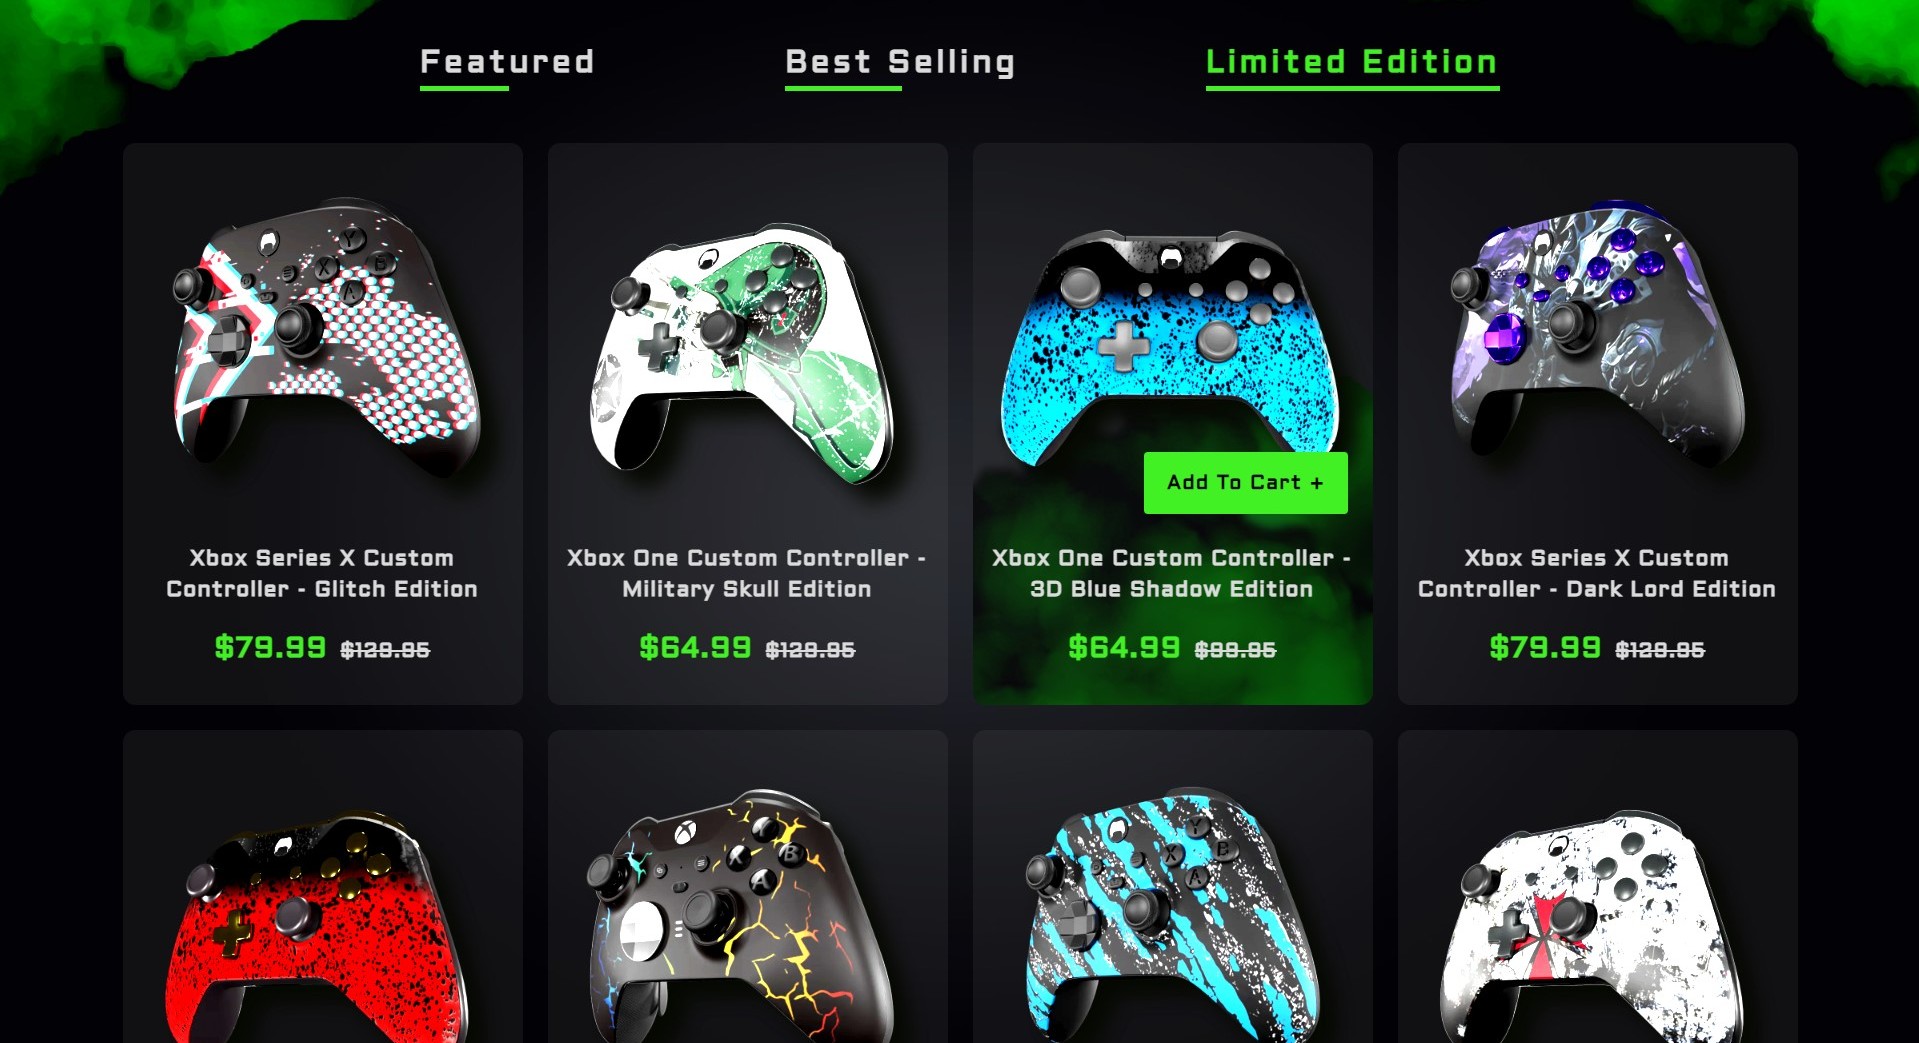 Featured
Best Selling
Limited Edition
Y
X
B
A
Add To Cart +
Xbox Series X Custom
Controller - Glitch Edition
Xbox One Custom Controller -
Military Skull Edition
Xbox One Custom Controller -
3D Blue Shadow Edition
Xbox Series X Custom
Controller - Dark Lord Edition
$79.99 $129.95
$64.99 $129.95
$64.99 $99.95
$79.99 $129.95
Y
X
B
A
Y
X
B
A